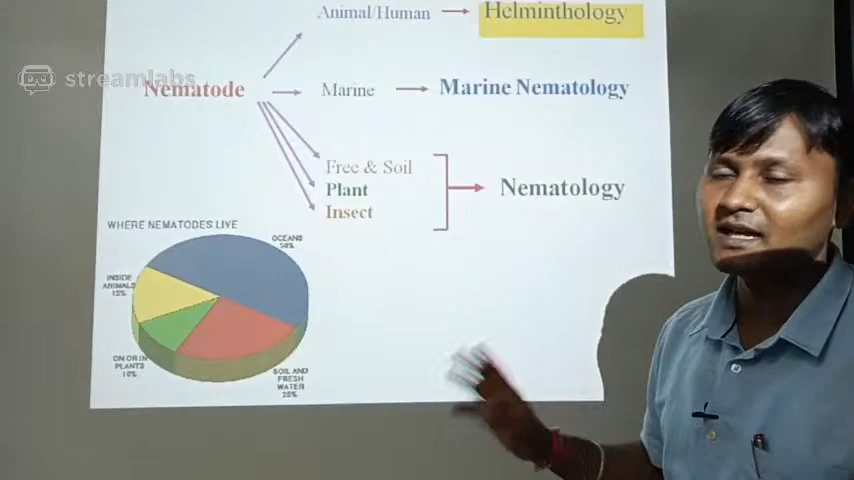 Animal/Human Helminthology
streamlabs
Nematode Marine Marine Nematology
Free & Soil
Plant Nematology
Insect
WHERE NEMATODES LIVE
OCEANS
50%
INSIDE
ANIMALS
15%
ON OR IN
PLANTS
10%
SOIL AND
FRESH
WATER
25%